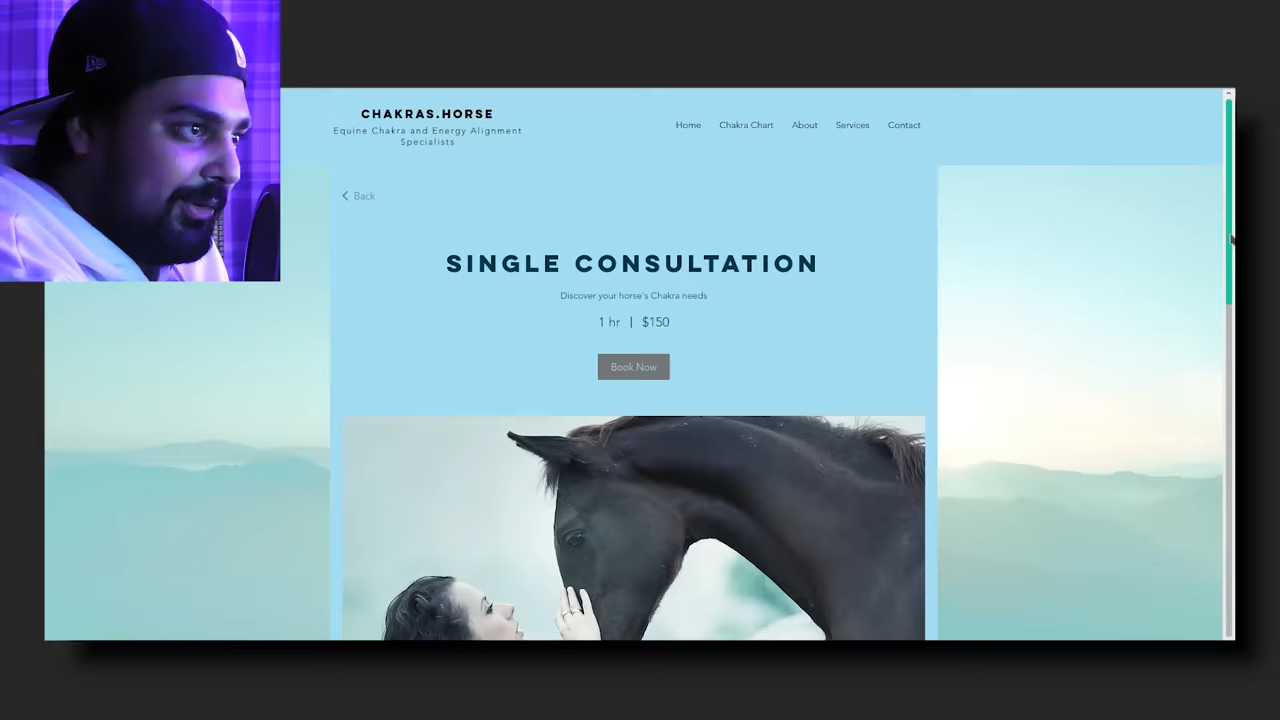 CHAKRAS.HORSE
Equine Chakra and Energy Alignment
Specialists
Home Chakra Chart About Services Contact
Back
SINGLE CONSULTATION
Discover your horse's Chakra needs
1 hr | $150
Book Now